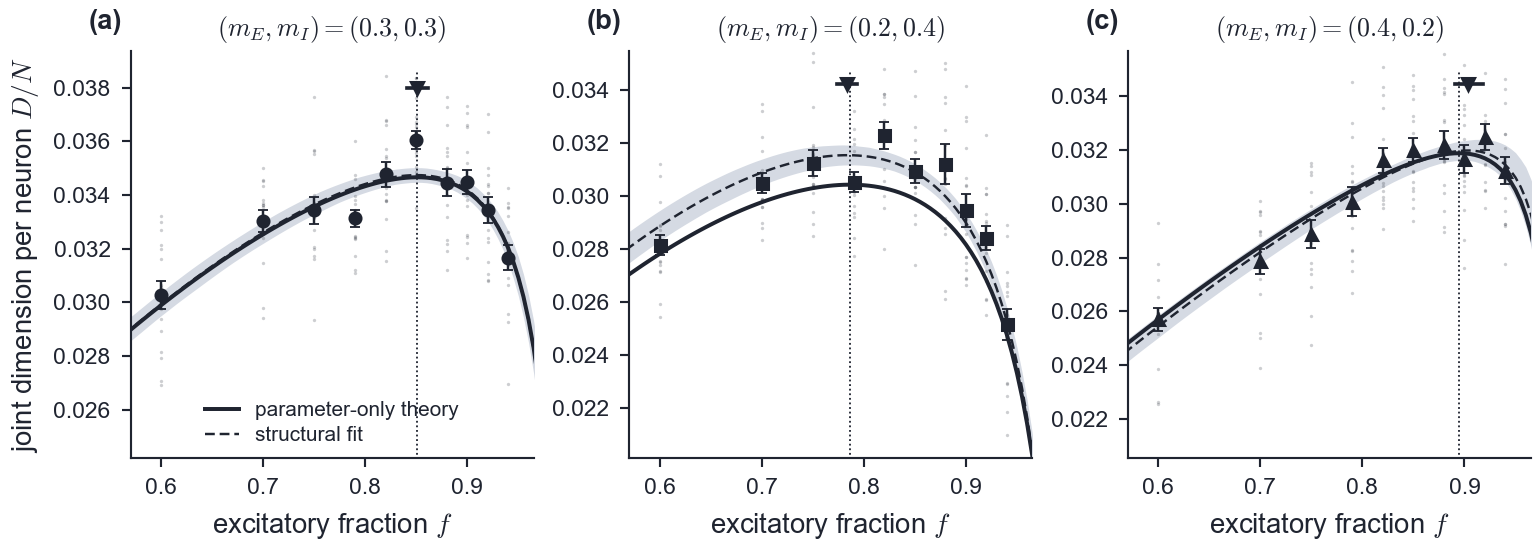 (a)
(m_E, m_I) = (0.3, 0.3)
joint dimension per neuron D/N
0.038
0.036
0.034
0.032
0.030
0.028
0.026
parameter-only theory
structural fit
0.6
0.7
0.8
0.9
excitatory fraction f
(b)
(m_E, m_I) = (0.2, 0.4)
0.034
0.032
0.030
0.028
0.026
0.024
0.022
0.6
0.7
0.8
0.9
excitatory fraction f
(c)
(m_E, m_I) = (0.4, 0.2)
0.034
0.032
0.030
0.028
0.026
0.024
0.022
0.6
0.7
0.8
0.9
excitatory fraction f